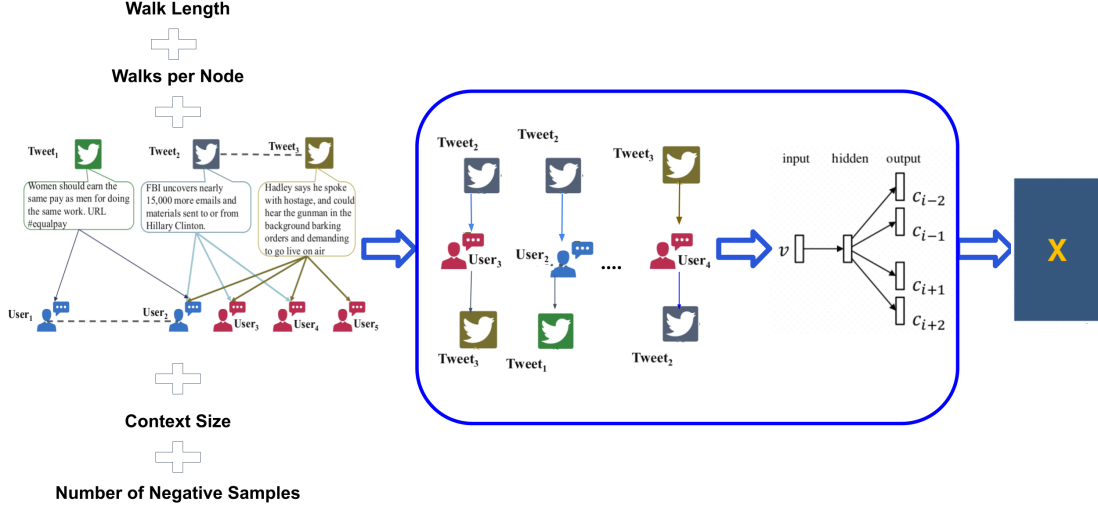 Walk Length
Walks per Node
Tweet1
Tweet2
Tweet3
Women should earn the
same pay as men for doing
the same work. URL
#equalpay
FBI uncovers nearly
15,000 more emails and
materials sent to or from
Hillary Clinton.
Hadley says he spoke
with hostage, and could
hear the gunman in the
background barking
orders and demanding
to go live on air
User1
User2
User3
User4
User5
Context Size
Number of Negative Samples
Tweet2
Tweet2
Tweet3
User3
User2
....
User4
Tweet3
Tweet1
Tweet2
input hidden output
v
ci-2
ci-1
ci+1
ci+2
X